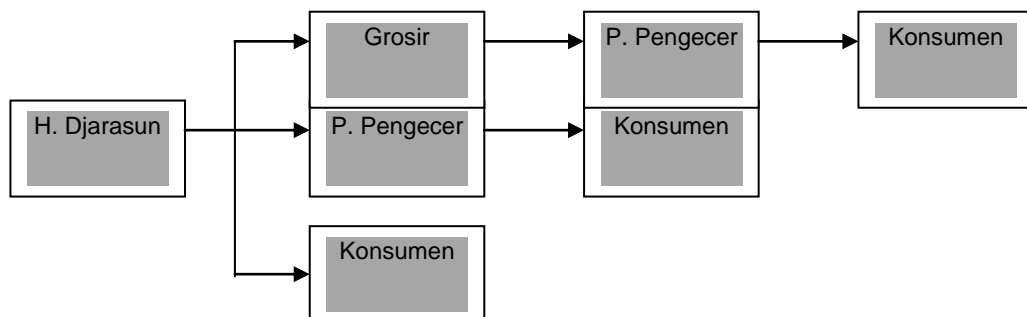 Grosir
P. Pengecer
Konsumen
H. Djarasun
P. Pengecer
Konsumen
Konsumen